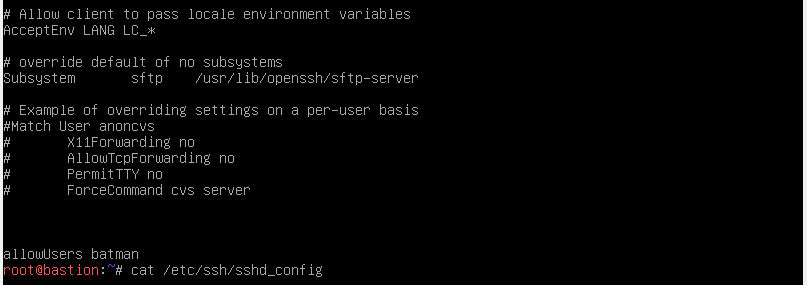 # Allow client to pass locale environment variables
AcceptEnv LANG LC_*
# override default of no subsystems
Subsystem sftp /usr/lib/openssh/sftp-server
# Example of overriding settings on a per-user basis
#Match User anoncvs
# X11Forwarding no
# AllowTcpForwarding no
# PermitTTY no
# ForceCommand cvs server
allowUsers batman
root@bastion:~# cat /etc/ssh/sshd_config